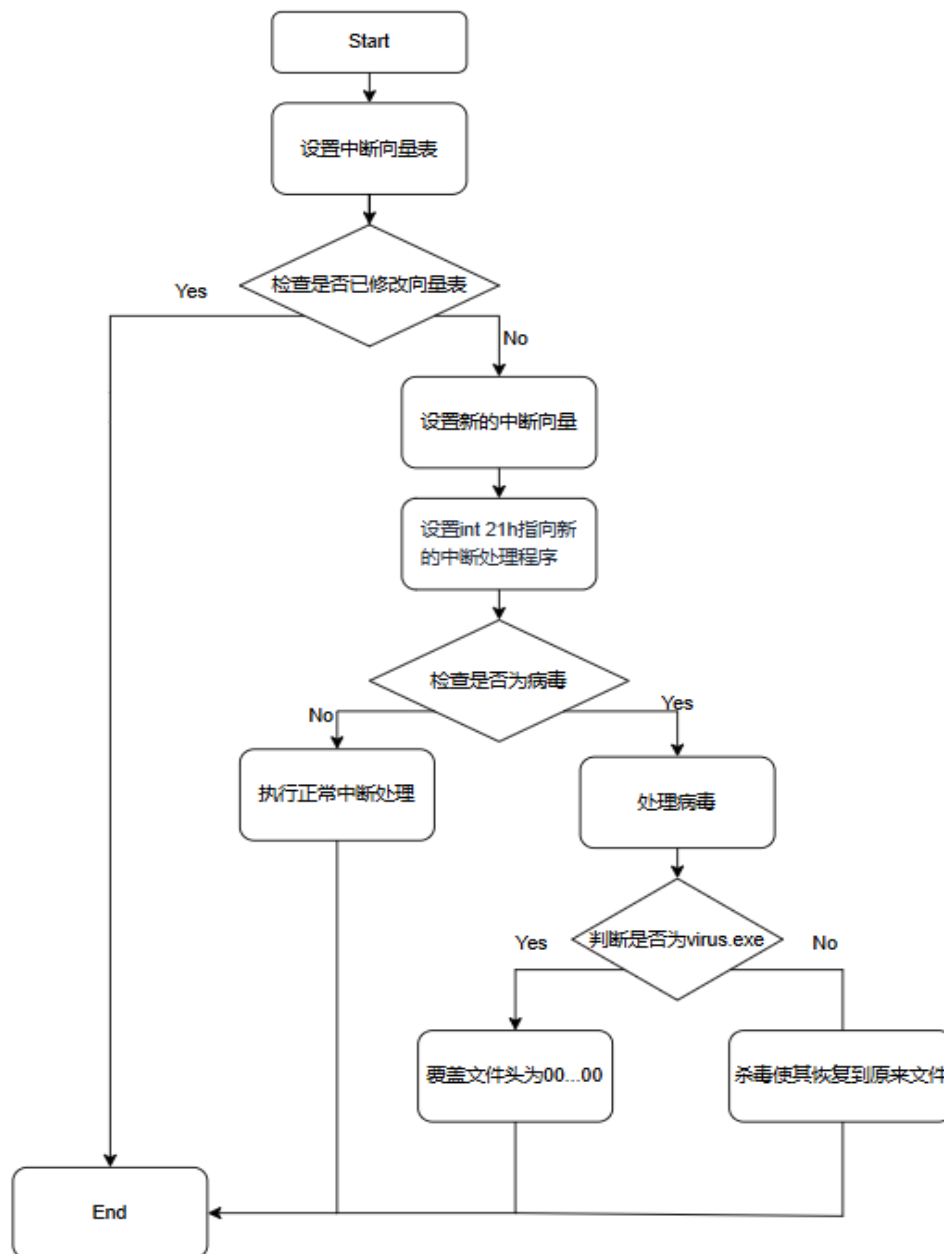 Start
设置中断向量表
检查是否已修改向量表
Yes
No
设置新的中断向量
设置int 21h指向新
的中断处理程序
检查是否为病毒
No
Yes
执行正常中断处理
处理病毒
判断是否为virus.exe
Yes
No
覆盖文件头为00...00
杀毒使其恢复到原来文件
End